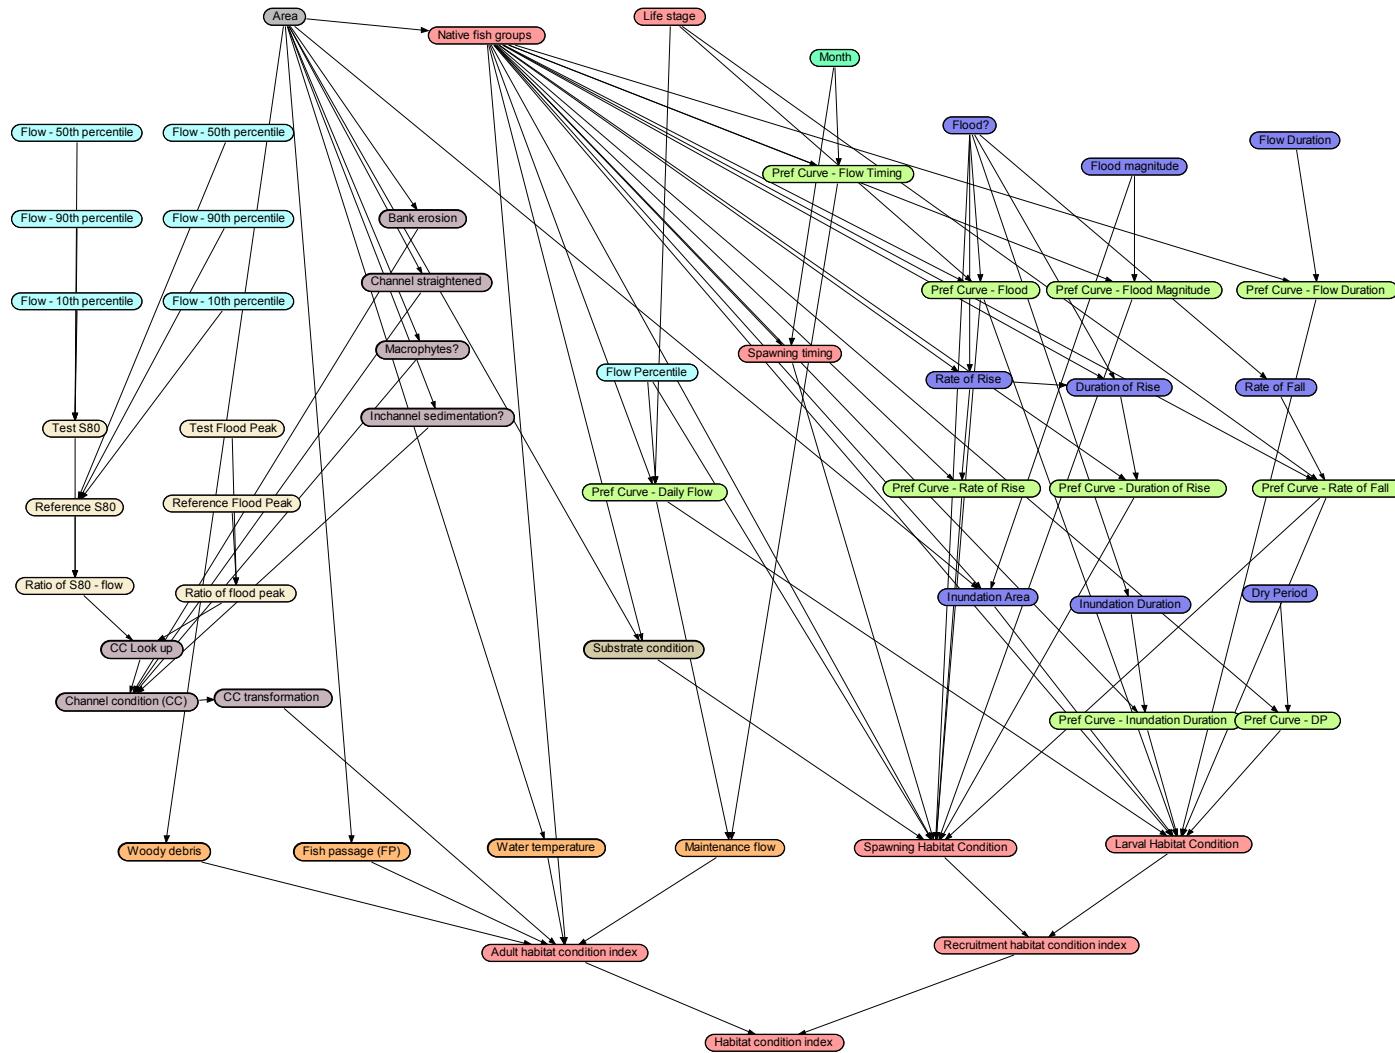 Area
Life stage
Native fish groups
Month
Flow - 50th percentile
Flow - 50th percentile
Flood?
Flow Duration
Flood magnitude
Pref Curve - Flow Timing
Flow - 90th percentile
Flow - 90th percentile
Bank erosion
Channel straightened
Pref Curve - Flood
Pref Curve - Flood Magnitude
Pref Curve - Flow Duration
Flow - 10th percentile
Flow - 10th percentile
Macrophytes?
Spawning timing
Flow Percentile
Rate of Rise
Duration of Rise
Rate of Fall
Inchannel sedimentation?
Test S80
Test Flood Peak
Pref Curve - Daily Flow
Pref Curve - Rate of Rise
Pref Curve - Duration of Rise
Pref Curve - Rate of Fall
Reference S80
Reference Flood Peak
Ratio of S80 - flow
Ratio of flood peak
Inundation Area
Inundation Duration
Dry Period
CC Look up
Substrate condition
Channel condition (CC)
CC transformation
Pref Curve - Inundation Duration
Pref Curve - DP
Woody debris
Fish passage (FP)
Water temperature
Maintenance flow
Spawning Habitat Condition
Larval Habitat Condition
Adult habitat condition index
Recruitment habitat condition index
Habitat condition index